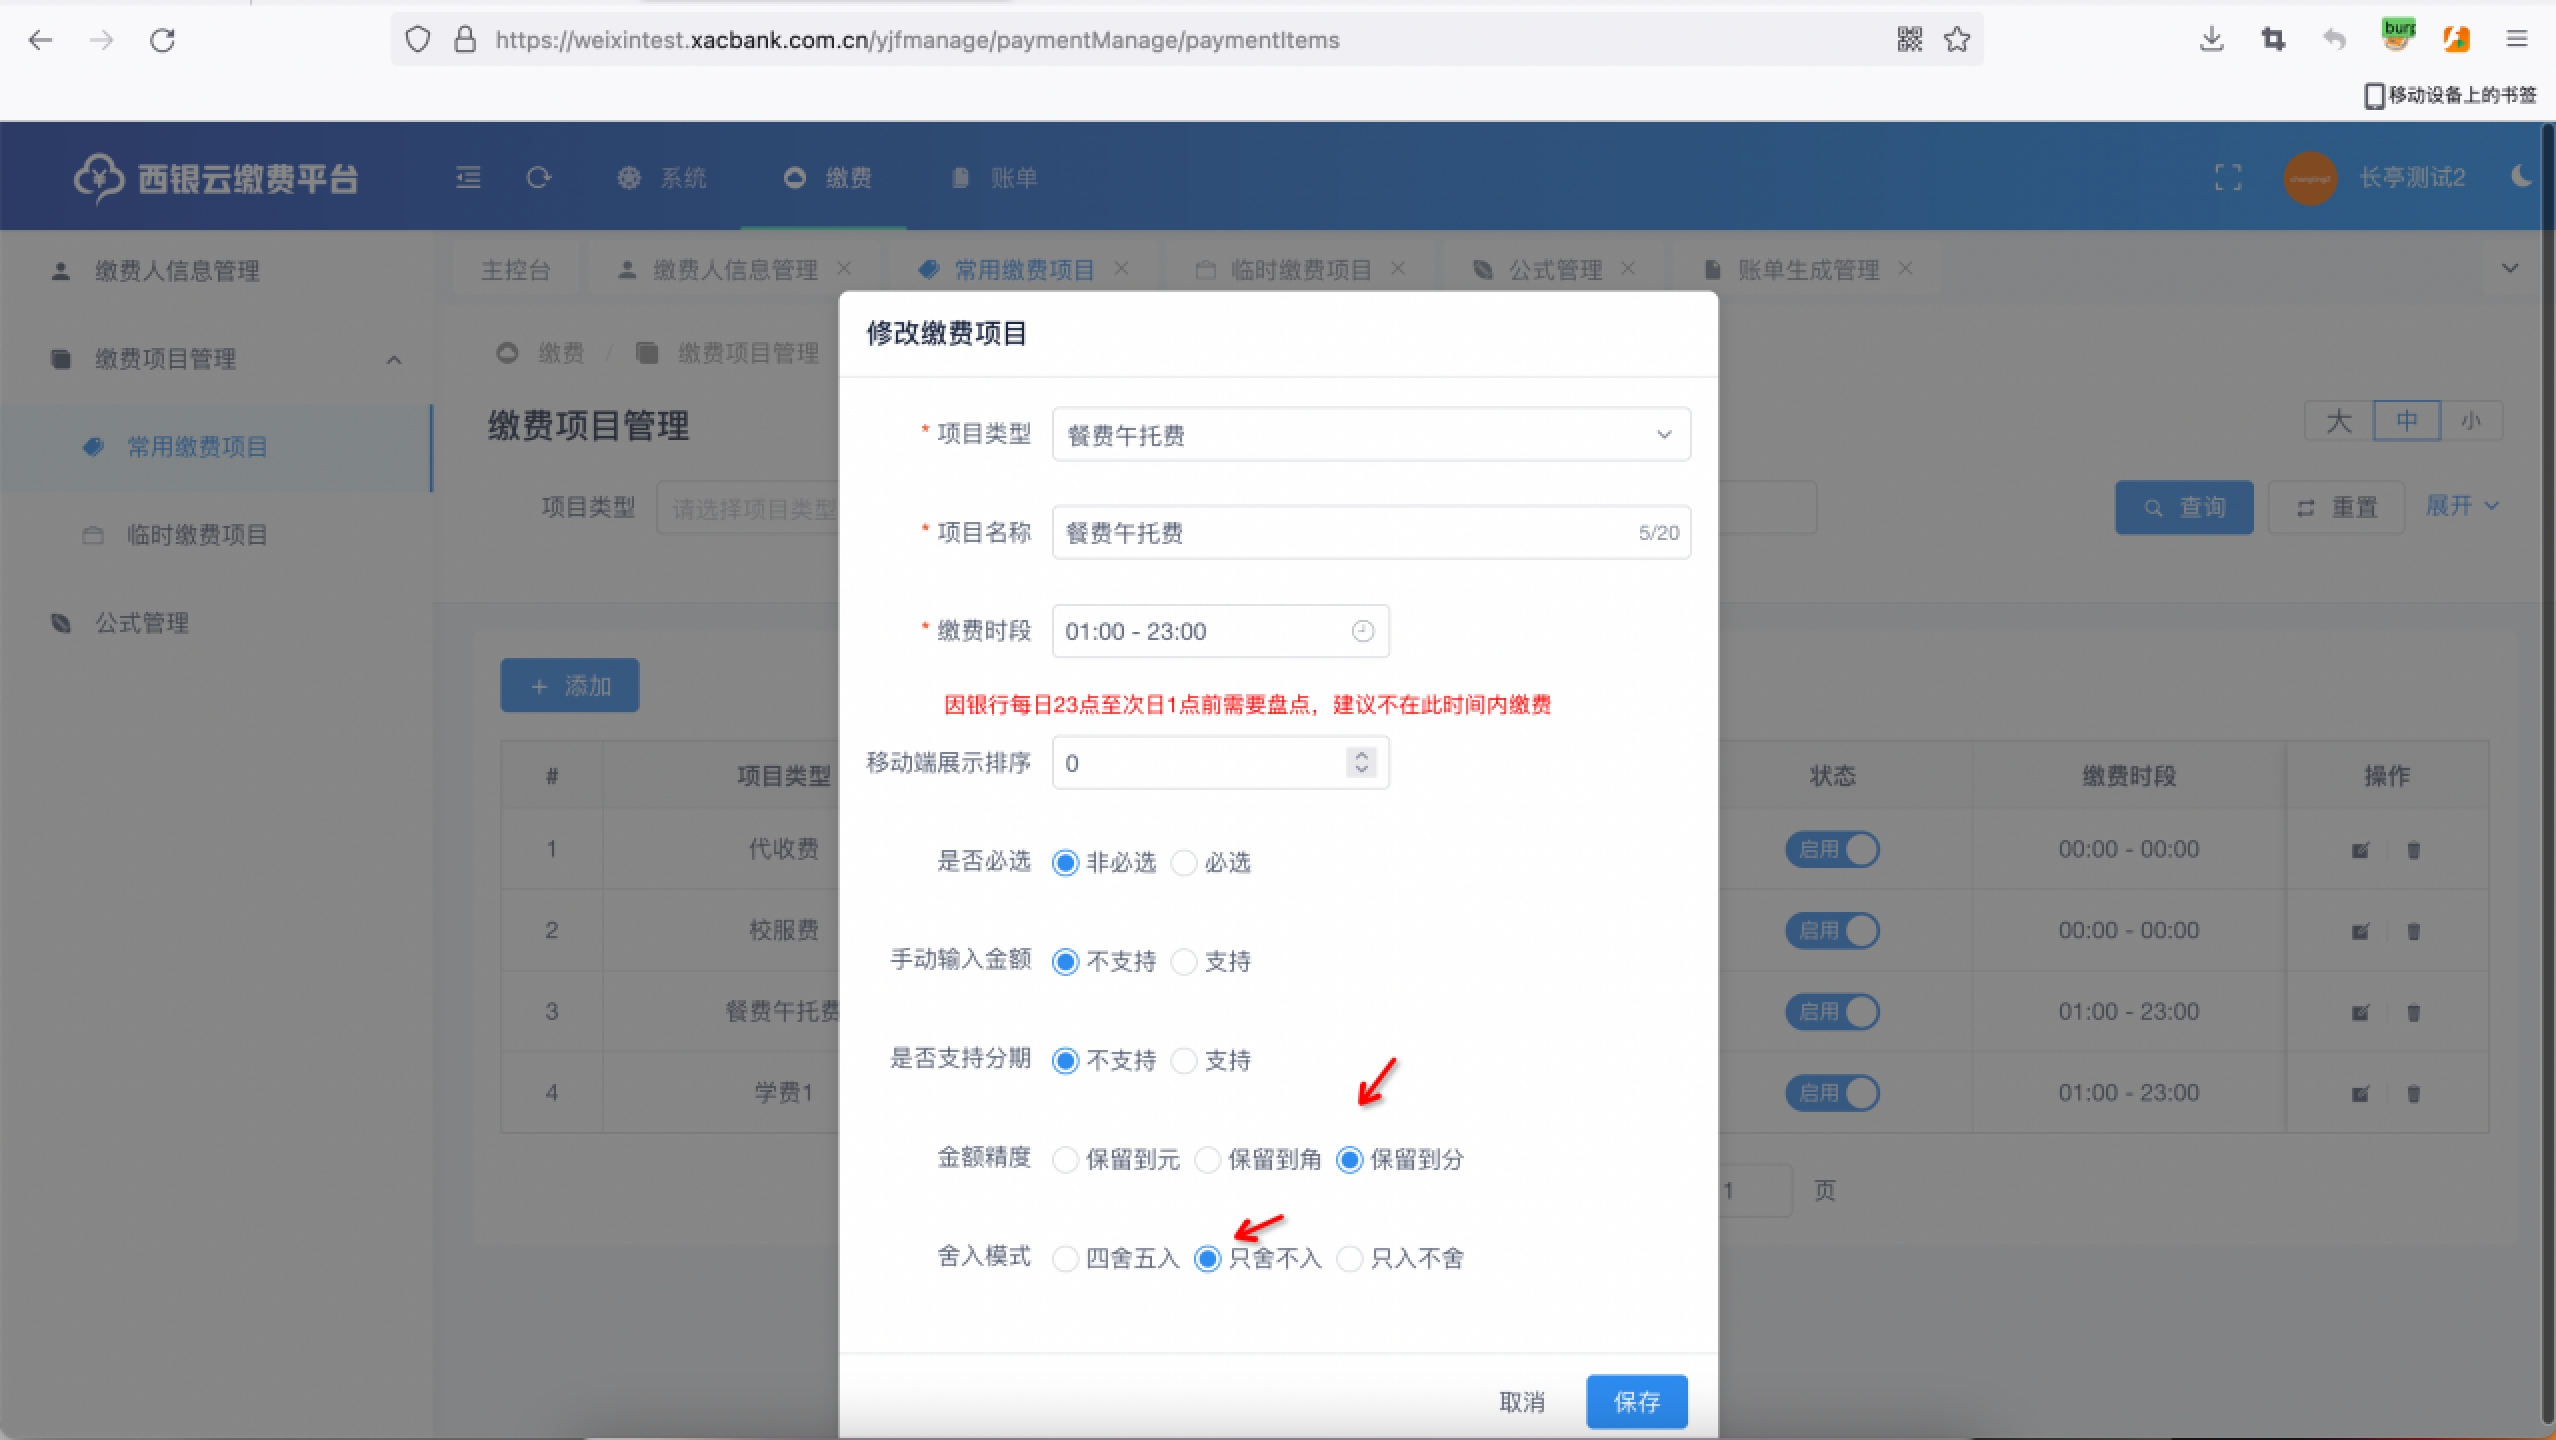 https://weixintest.xacbank.com.cn/yjfmanage/paymentManage/paymentItems
移动设备上的书签
西银云缴费平台
系统
缴费
账单
长亭测试2
缴费人信息管理
缴费项目管理
常用缴费项目
临时缴费项目
公式管理
主控台
缴费人信息管理
常用缴费项目
临时缴费项目
公式管理
账单生成管理
缴费 / 缴费项目管理
缴费项目管理
大 中 小
项目类型 请选择项目类型
查询
重置
展开
+ 添加
# 项目类型 状态 缴费时段 操作
1 代收费 启用 00:00 - 00:00
2 校服费 启用 00:00 - 00:00
3 餐费午托费 启用 01:00 - 23:00
4 学费1 启用 01:00 - 23:00
1 页
修改缴费项目
* 项目类型 餐费午托费
* 项目名称 餐费午托费 5/20
* 缴费时段 01:00 - 23:00
因银行每日23点至次日1点前需要盘点，建议不在此时间内缴费
移动端展示排序 0
是否必选 非必选 必选
手动输入金额 不支持 支持
是否支持分期 不支持 支持
金额精度 保留到元 保留到角 保留到分
舍入模式 四舍五入 只舍不入 只入不舍
取消 保存